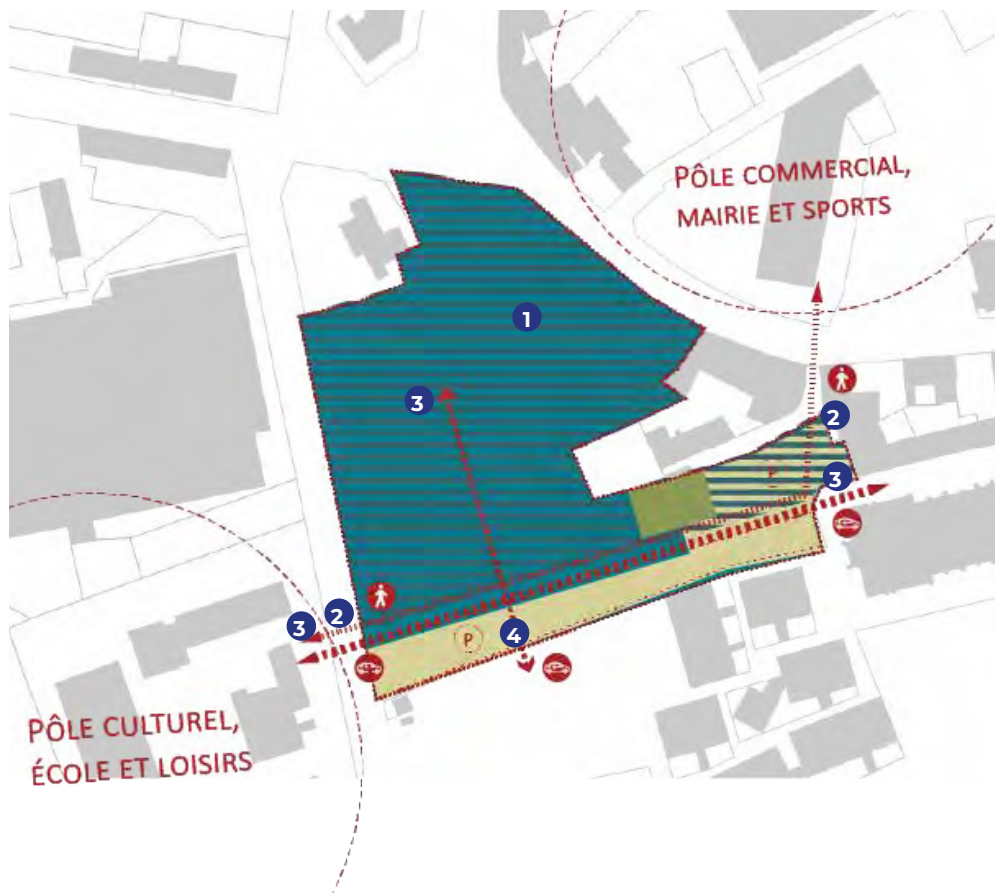 PÔLE COMMERCIAL,
MAIRIE ET SPORTS
1
3
2
3
P
2
3
4
P
PÔLE CULTUREL,
ÉCOLE ET LOISIRS